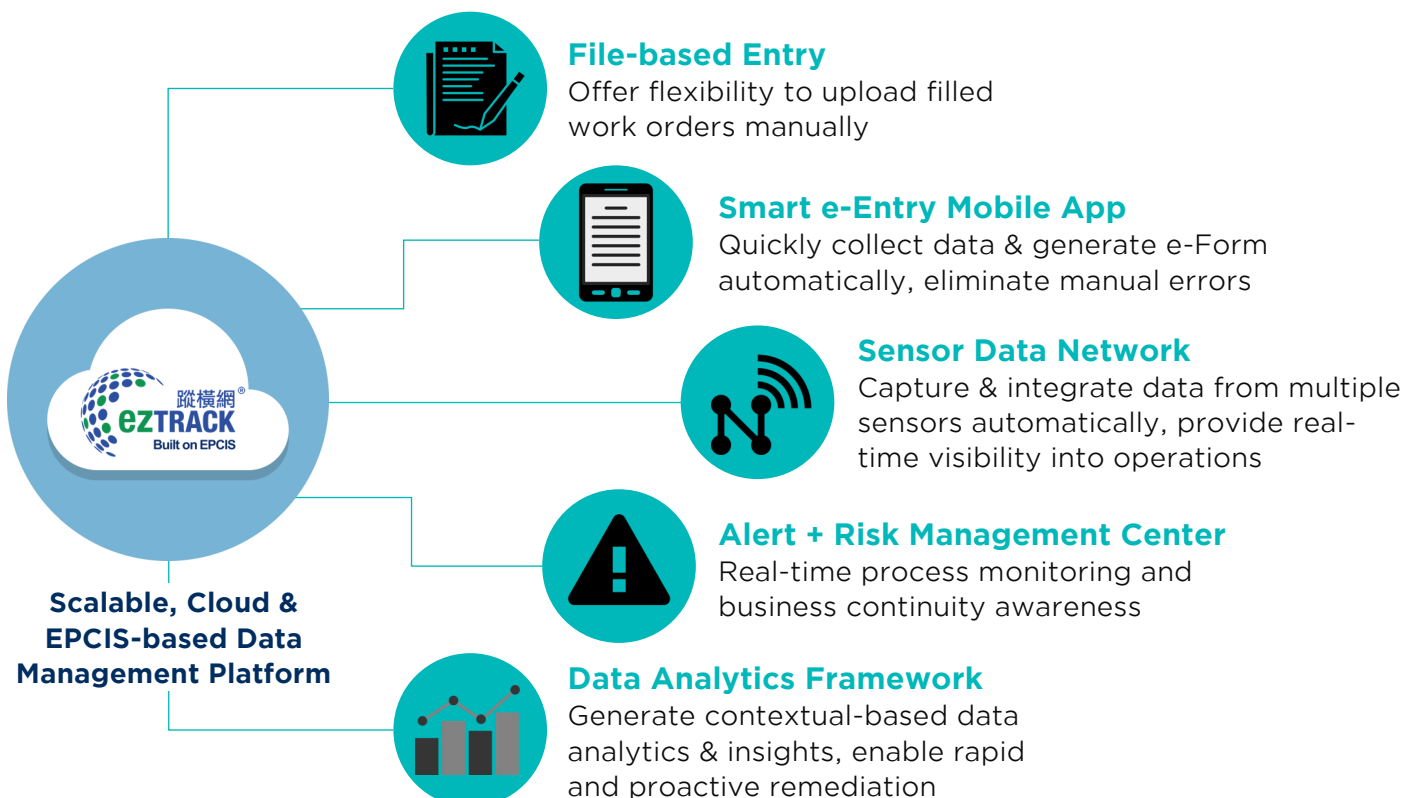 File-based Entry
Offer flexibility to upload filled
work orders manually
Smart e-Entry Mobile App
Quickly collect data & generate e-Form
automatically, eliminate manual errors
Sensor Data Network
Capture & integrate data from multiple
sensors automatically, provide real-
time visibility into operations
蹤橫網®
ezTRACK
Built on EPCIS
Alert + Risk Management Center
Real-time process monitoring and
business continuity awareness
Scalable, Cloud &
EPCIS-based Data
Management Platform
Data Analytics Framework
Generate contextual-based data
analytics & insights, enable rapid
and proactive remediation